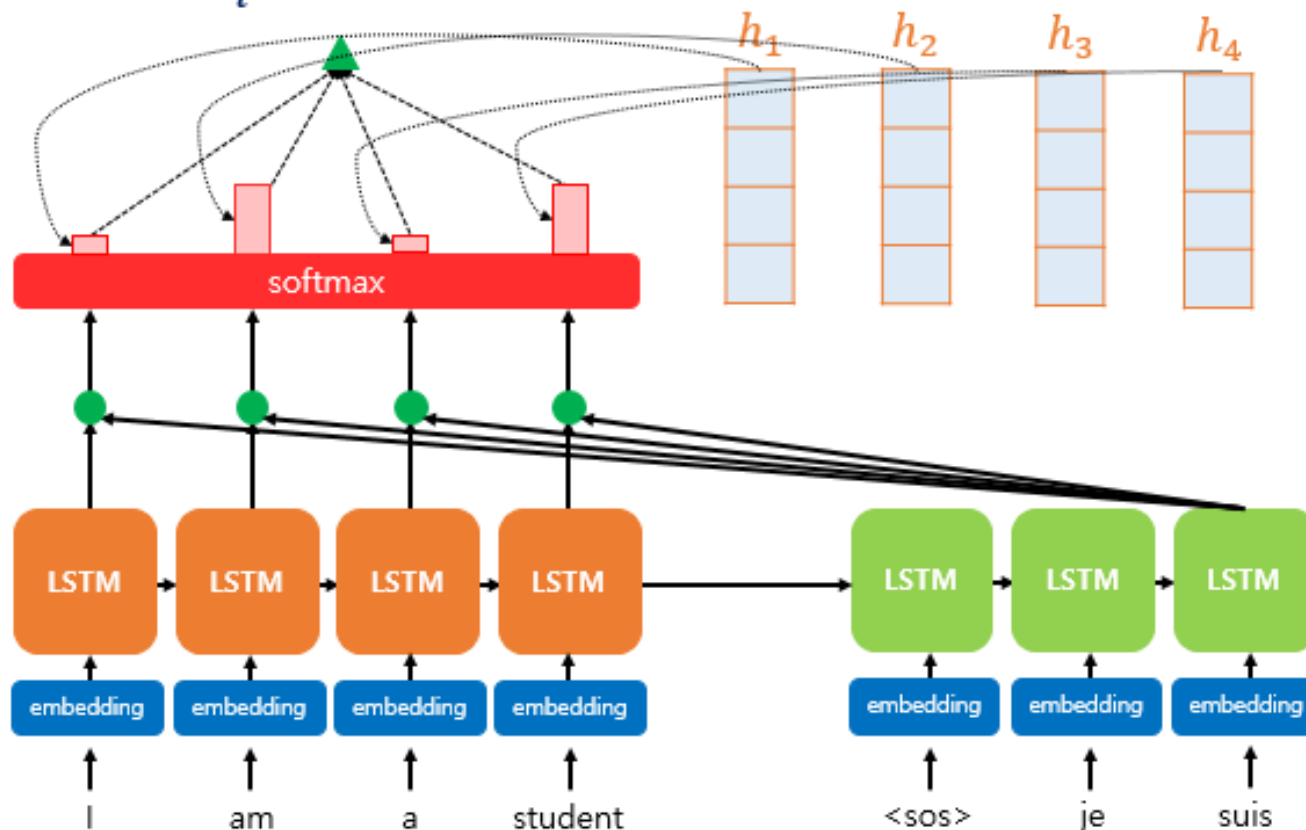 t
h₁ h₂ h₃ h₄
softmax
LSTM LSTM LSTM LSTM LSTM LSTM LSTM
embedding embedding embedding embedding embedding embedding embedding
I am a student <sos> je suis